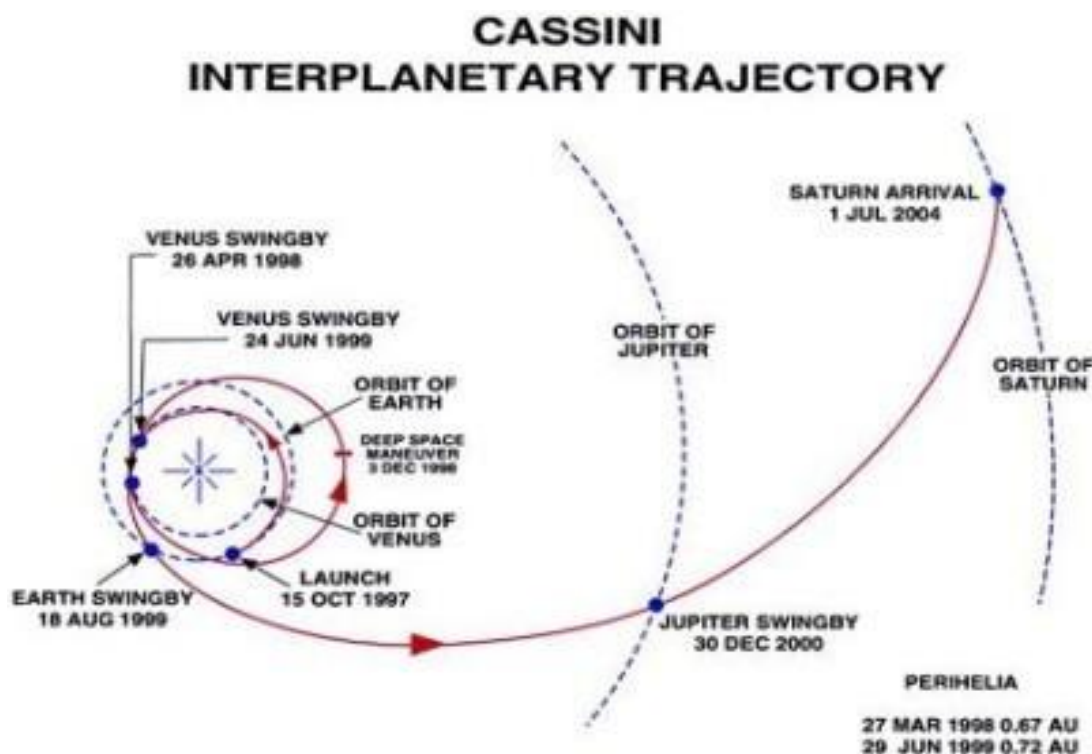 CASSINI
INTERPLANETARY TRAJECTORY
SATURN ARRIVAL
1 JUL 2004
VENUS SWINGBY
26 APR 1998
VENUS SWINGBY
24 JUN 1999
ORBIT OF
JUPITER
ORBIT OF
SATURN
ORBIT OF
EARTH
DEEP SPACE
MANEUVER
3 DEC 1998
ORBIT OF
VENUS
LAUNCH
15 OCT 1997
EARTH SWINGBY
18 AUG 1999
JUPITER SWINGBY
30 DEC 2000
PERIHELIA
27 MAR 1998 0.67 AU
29 JUN 1999 0.72 AU